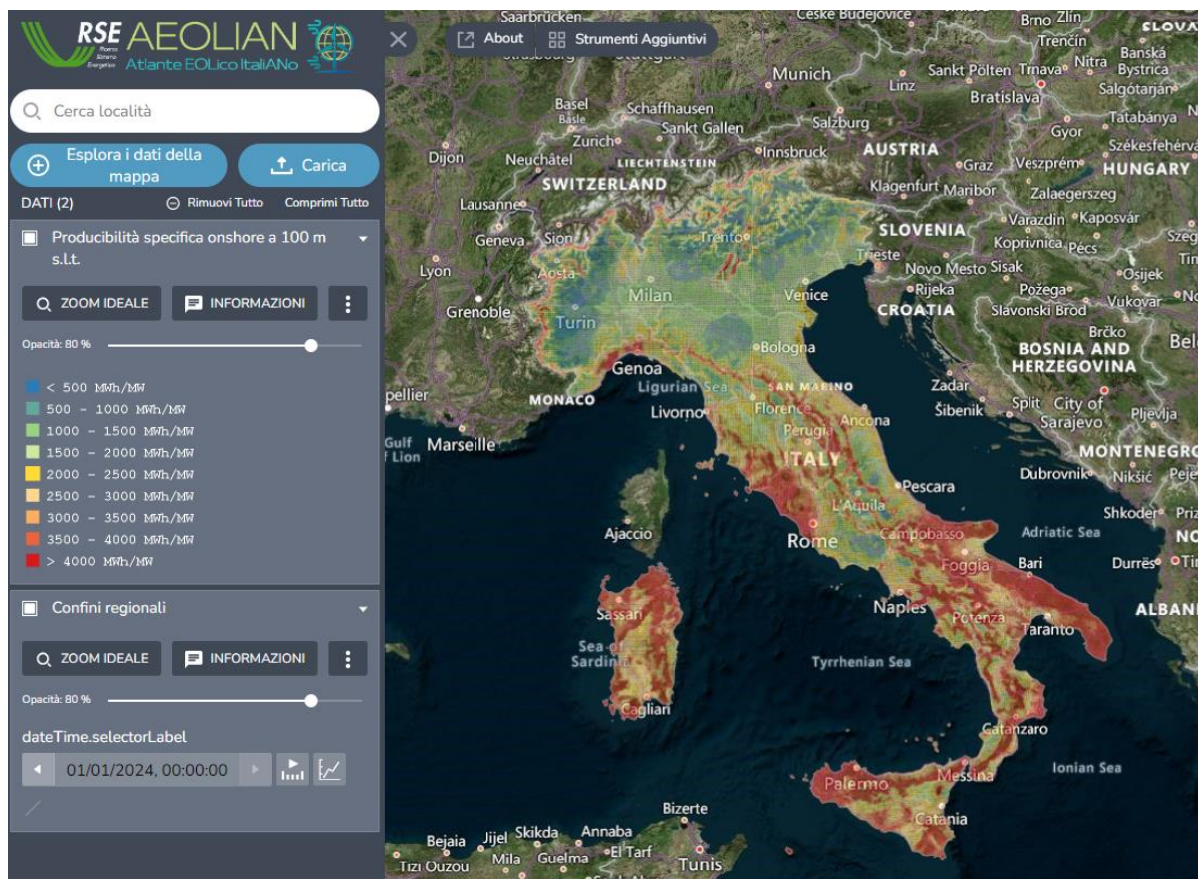 RSE
Ricerca
Sistema
Energetico
AEOLIAN
Atlante EOLico ItaliANo
Cerca località
Esplora i dati della
mappa
Carica
DATI (2)
Rimuovi Tutto
Comprimi Tutto
Producibilità specifica onshore a 100 m
s.l.t.
ZOOM IDEALE
INFORMAZIONI
Opacità: 80 %
< 500 MWh/MW
500 - 1000 MWh/MW
1000 - 1500 MWh/MW
1500 - 2000 MWh/MW
2000 - 2500 MWh/MW
2500 - 3000 MWh/MW
3000 - 3500 MWh/MW
3500 - 4000 MWh/MW
> 4000 MWh/MW
Confini regionali
ZOOM IDEALE
INFORMAZIONI
Opacità: 80 %
dateTime.selectorLabel
01/01/2024, 00:00:00
About
Strumenti Aggiuntivi
Saarbrücken
České Budějovice
Brno
Zlín
Trenčín
Banská
Bystrica
Munich
Linz
Sankt Pölten
Trnava
Nitra
Bratislava
Salgótarján
Basel
Basle
Schaffhausen
Salzburg
Tatabánya
Zurich
Sankt Gallen
Gyor
Dijon
Neuchâtel
LIECHTENSTEIN
Innsbruck
AUSTRIA
Graz
Veszprém
HUNGARY
SWITZERLAND
Klagenfurt
Maribor
Zalaegerszeg
Lausanne
SLOVENIA
Varazdin
Kaposvár
Geneva
Sion
Trento
Koprivnica
Pécs
Lyon
Aosta
Trieste
Novo Mesto
Sisak
Osijek
Grenoble
Milan
Venice
Rijeka
Požega
Vukovar
Turin
CROATIA
Slavonski Brod
Bologna
Brčko
BOSNIA AND
HERZEGOVINA
Genoa
Ligurian Sea
SAN MARINO
Zadar
MONACO
Florence
Šibenik
Split
City of
Sarajevo
Pljevlja
Livorno
Ancona
Marseille
Perugia
MONTENEGRO
ITALY
Dubrovnik
Nikšić
Pescara
L'Aquila
Shkoder
Ajaccio
Rome
Campobasso
Adriatic Sea
Foggia
Bari
Durrës
Sassari
Naples
Potenza
Taranto
Sea of
Sardinia
Tyrrhenian Sea
Cagliari
Catanzaro
Ionian Sea
Palermo
Messina
Catania
Bizerte
Bejaia
Jijel
Skikda
Annaba
Tizi Ouzou
Mila
Guelma
El Tarf
Tunis